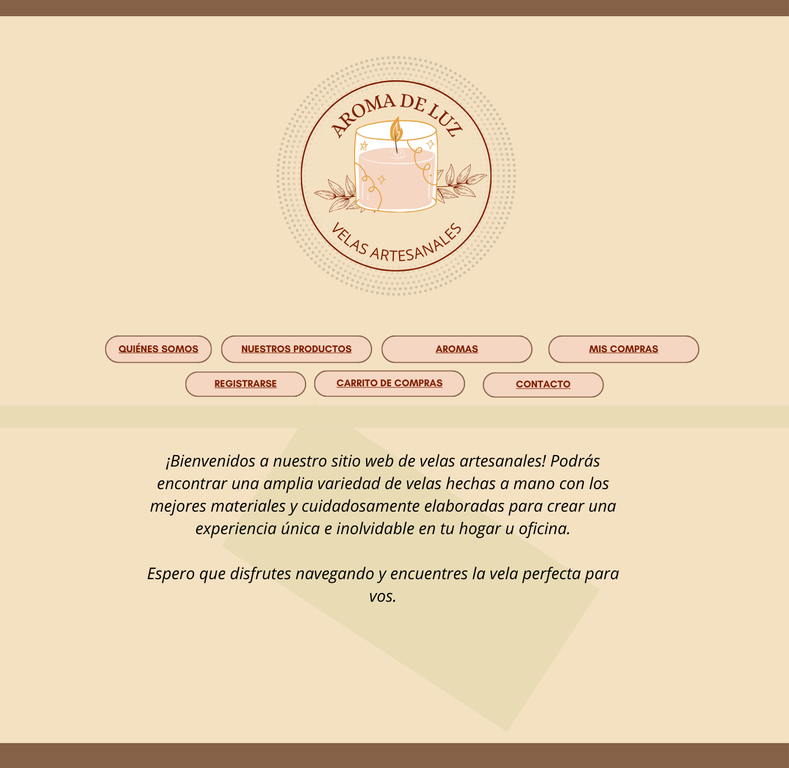 AROMA DE LUZ
VELAS ARTESANALES
QUIÉNES SOMOS NUESTROS PRODUCTOS AROMAS MIS COMPRAS
REGISTRARSE CARRITO DE COMPRAS CONTACTO
¡Bienvenidos a nuestro sitio web de velas artesanales! Podrás
encontrar una amplia variedad de velas hechas a mano con los
mejores materiales y cuidadosamente elaboradas para crear una
experiencia única e inolvidable en tu hogar u oficina.
Espero que disfrutes navegando y encuentres la vela perfecta para
vos.